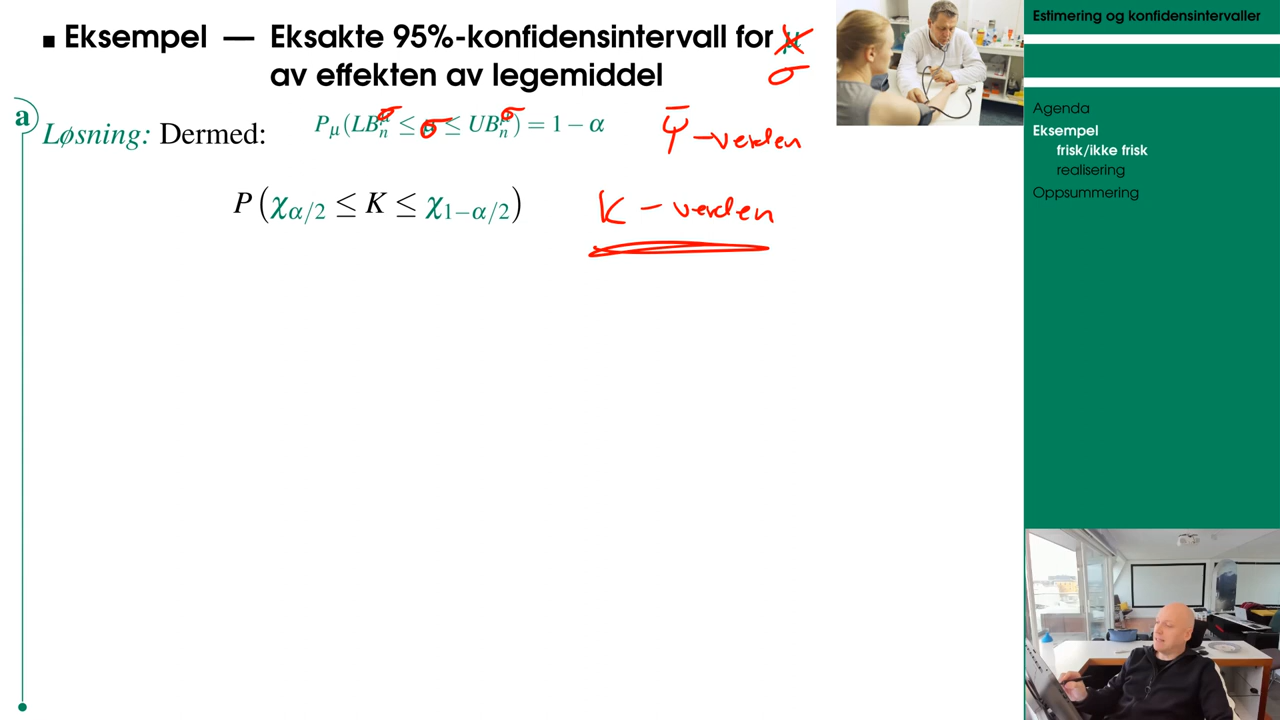 ■ Eksempel — Eksakte 95%-konfidensintervall for μ
σ
av effekten av legemiddel
a
Løsning: Dermed:
P_μ(LB_n^σ ≤ σ ≤ UB_n^σ) = 1 − α
Ȳ – verden
P(χ_{α/2} ≤ K ≤ χ_{1−α/2})
K – verden
Estimering og konfidensintervaller
Agenda
Eksempel
frisk/ikke frisk
realisering
Oppsummering